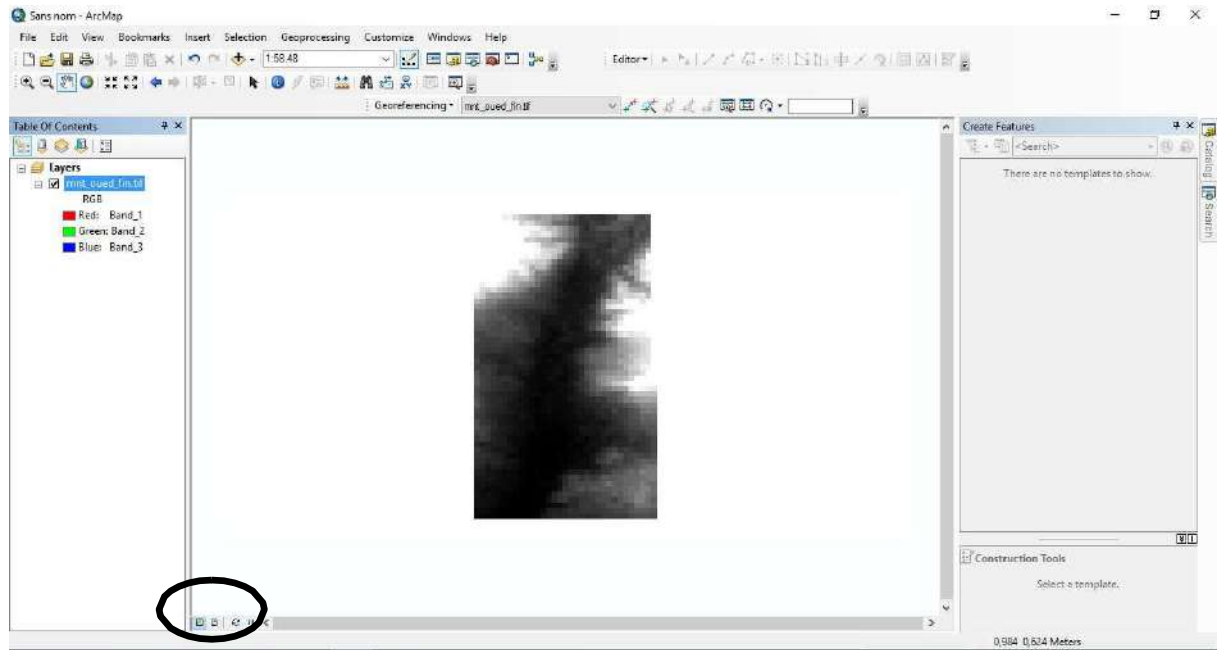 Sans nom - ArcMap
File Edit View Bookmarks Insert Selection Geoprocessing Customize Windows Help
1:58.48
Editor
Georeferencing mnt_oued_fin.tif
Table Of Contents
Layers
mnt_oued_fin.tif
RGB
Red: Band_1
Green: Band_2
Blue: Band_3
Create Features
<Search>
There are no templates to show.
Construction Tools
Select a template.
Catalog
Search
0,984 0,624 Meters